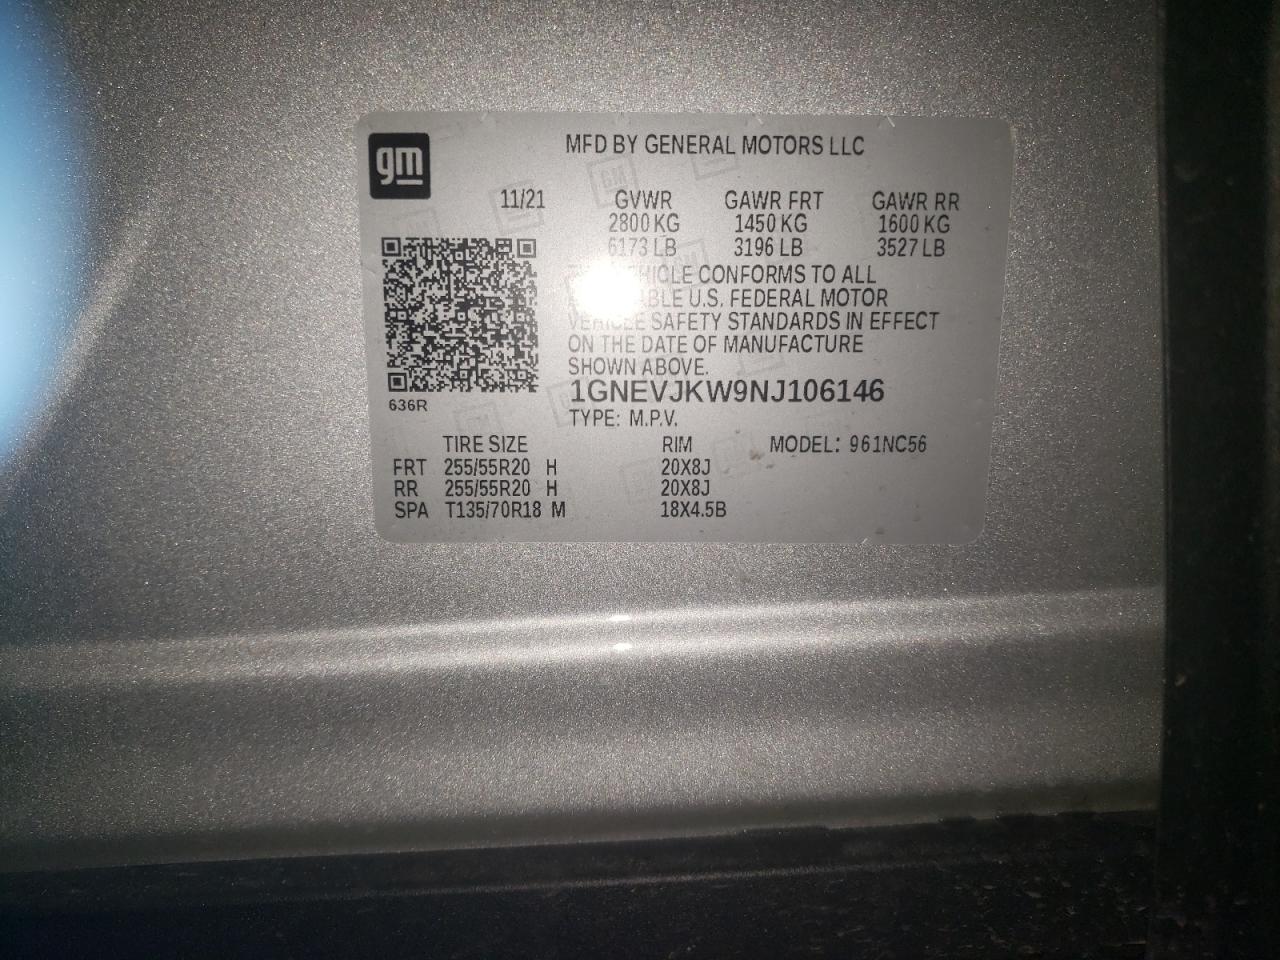 gm
MFD BY GENERAL MOTORS LLC
11/21 GVWR GAWR FRT GAWR RR
2800 KG 1450 KG 1600 KG
6173 LB 3196 LB 3527 LB
CONFORMS TO ALL
U.S. FEDERAL MOTOR
VEHICLE SAFETY STANDARDS IN EFFECT
ON THE DATE OF MANUFACTURE
SHOWN ABOVE.
1GNEVJKW9NJ106146
636R
TYPE: M.P.V.
TIRE SIZE RIM MODEL: 961NC56
FRT 255/55R20 H 20X8J
RR 255/55R20 H 20X8J
SPA T135/70R18 M 18X4.5B